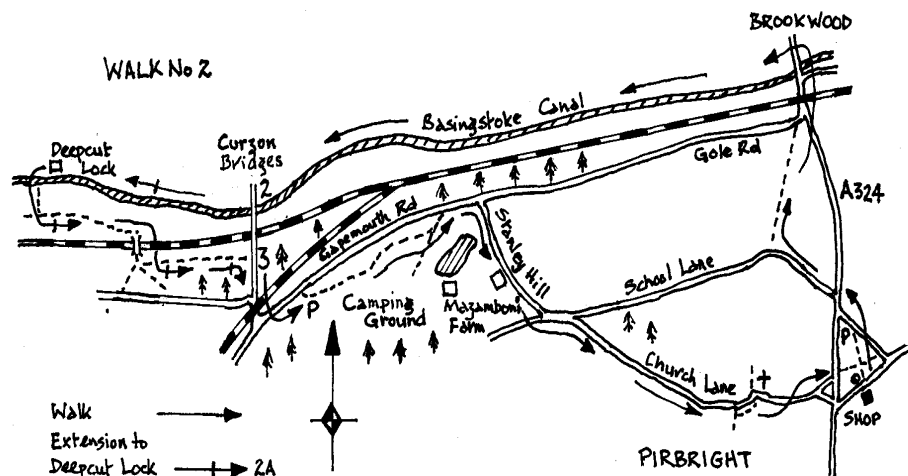 BROOKWOOD
WALK No 2
Basingstoke Canal
Deepcut
Lock
Curzon
Bridges
2
Gole Rd
A324
Gapemouth Rd
Stanley Hill
3
School Lane
P
Camping
Ground
Mazamboni
Farm
P
Church Lane
+
SHOP
Walk
Extension to
Deepcut Lock
2A
PIRBRIGHT